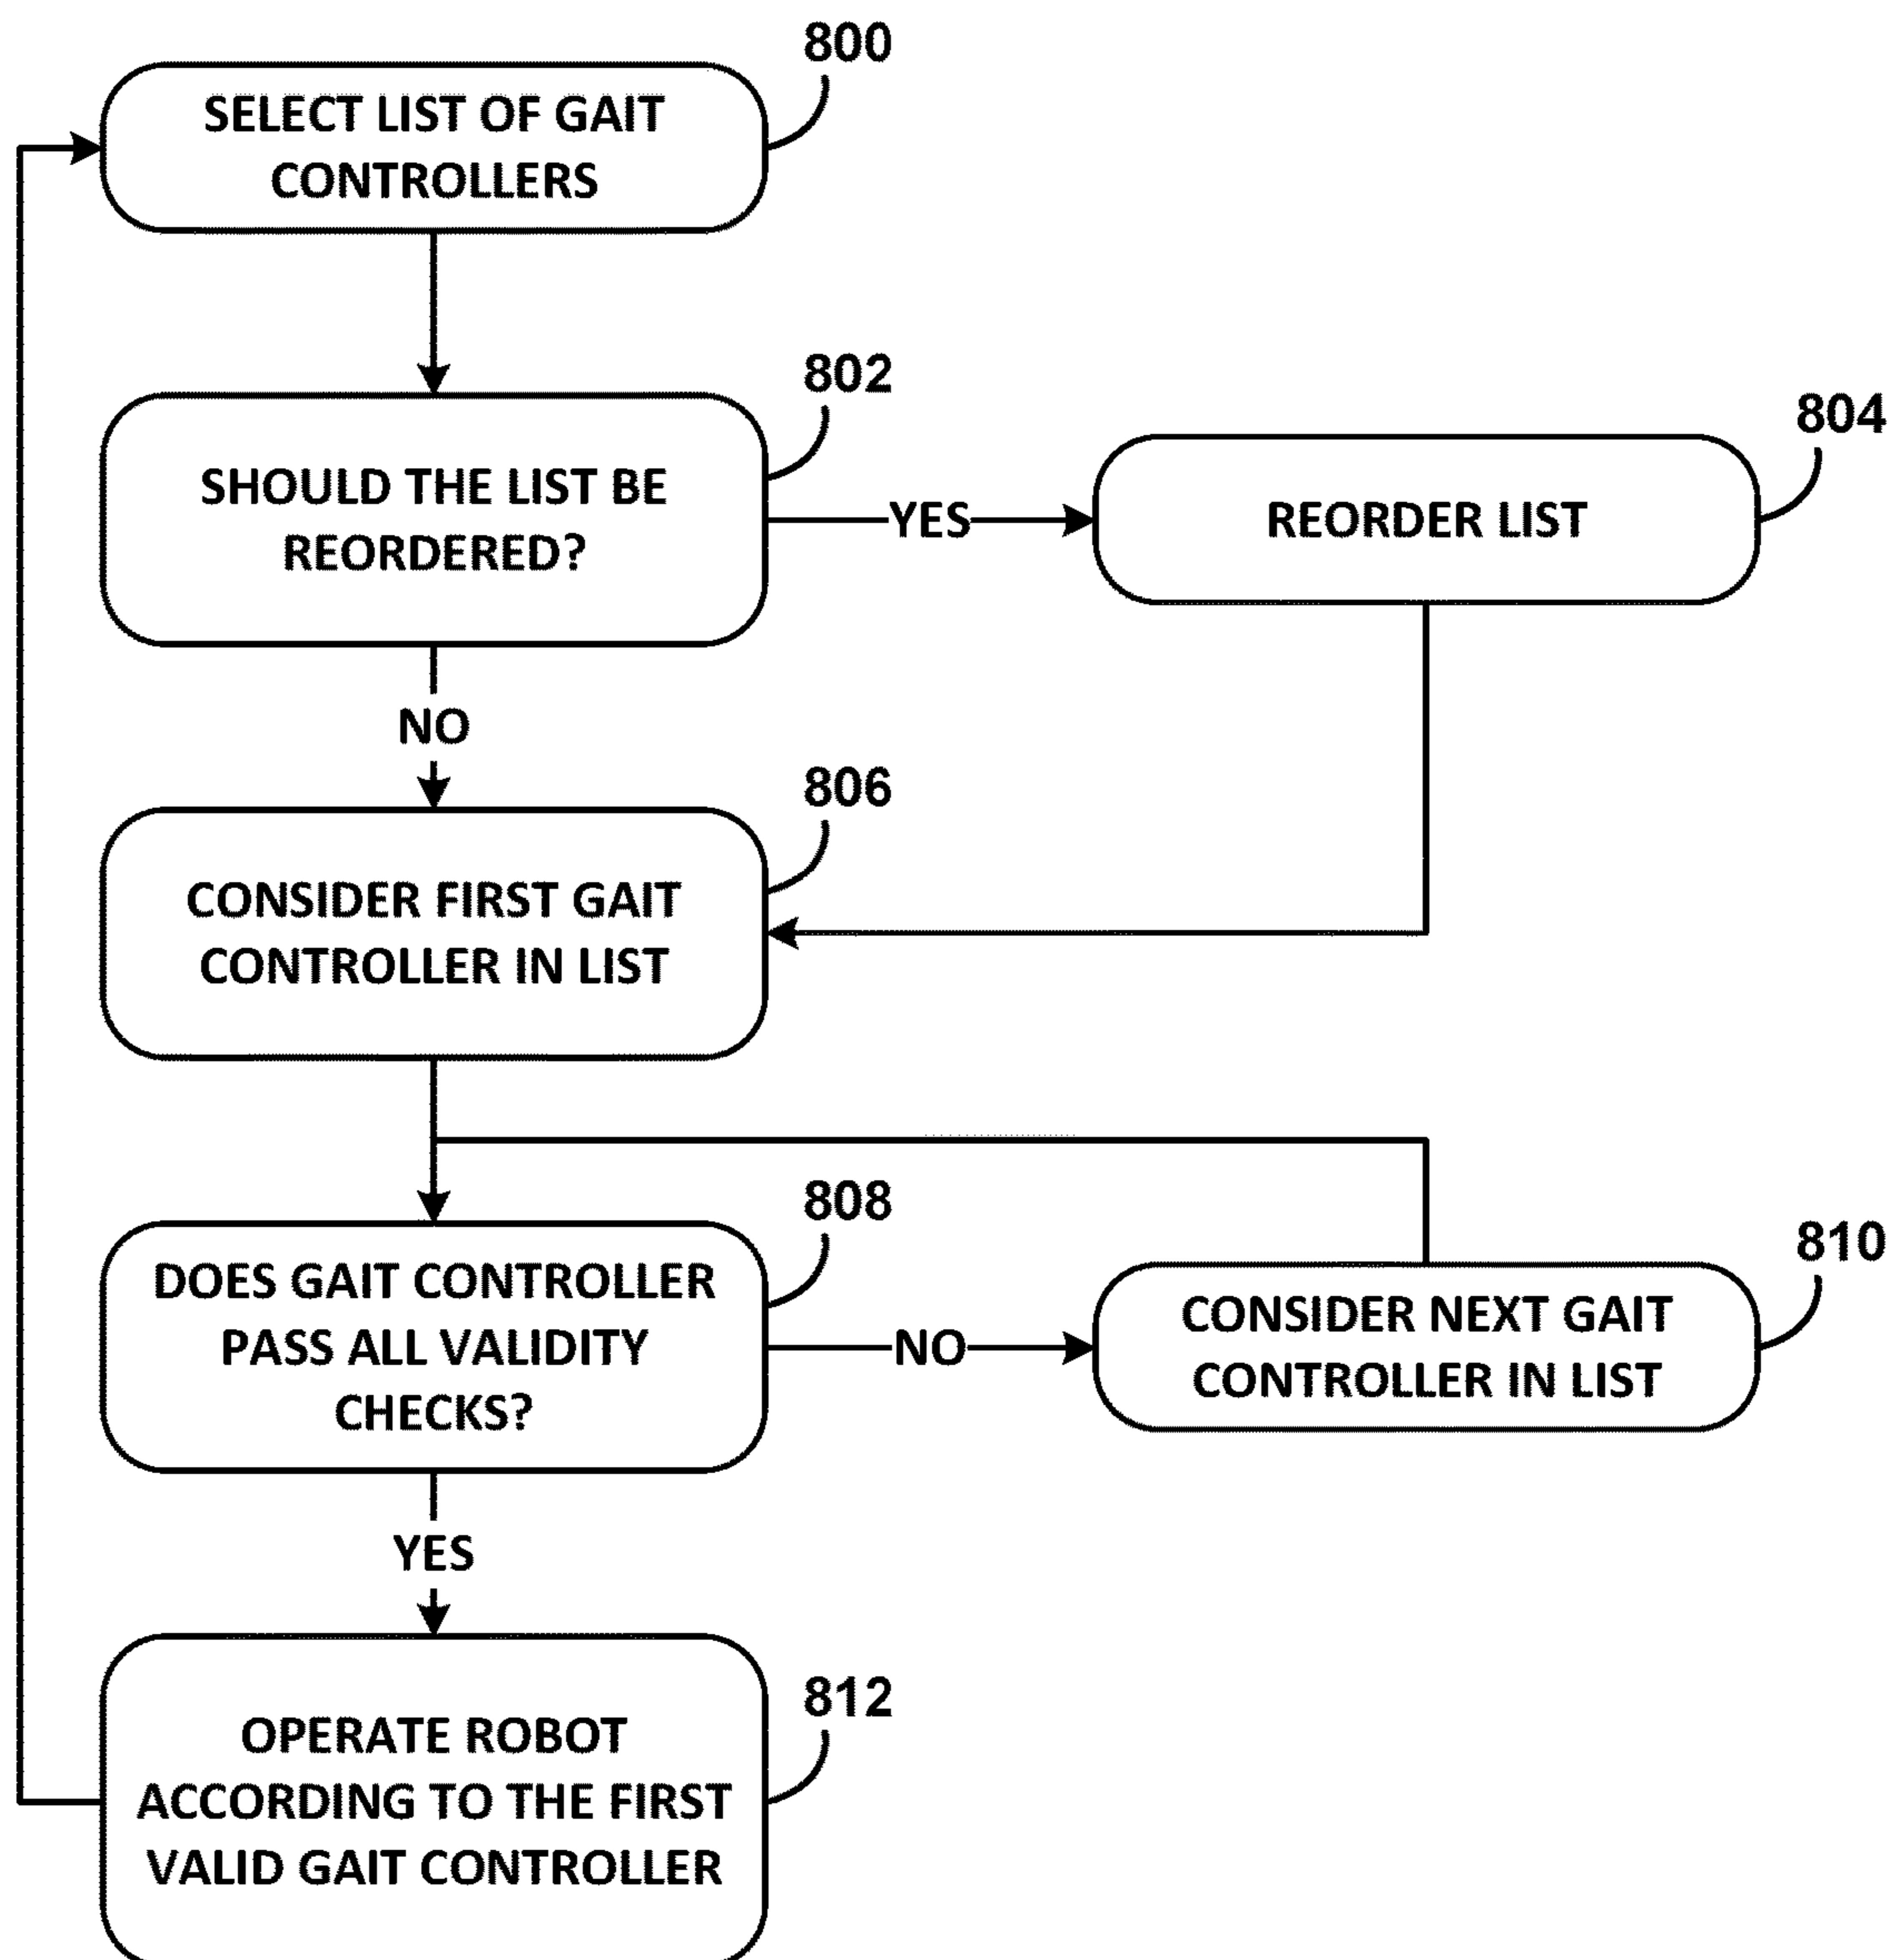 800
SELECT LIST OF GAIT
CONTROLLERS
802
SHOULD THE LIST BE
REORDERED?
YES
804
REORDER LIST
NO
806
CONSIDER FIRST GAIT
CONTROLLER IN LIST
808
DOES GAIT CONTROLLER
PASS ALL VALIDITY
CHECKS?
NO
810
CONSIDER NEXT GAIT
CONTROLLER IN LIST
YES
812
OPERATE ROBOT
ACCORDING TO THE FIRST
VALID GAIT CONTROLLER